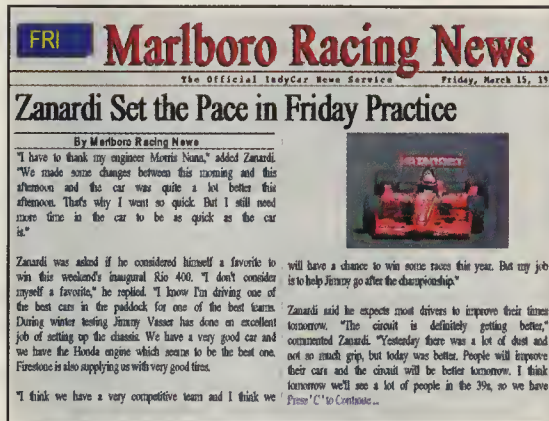 FRI
Marlboro Racing News
The Official IndyCar News Service
Friday, March 15, 19
Zanardi Set the Pace in Friday Practice
By Marlboro Racing News
"I have to thank my engineer Morris Nunn," added Zanardi.
"We made some changes between this morning and this
afternoon and the car was quite a lot better this
afternoon. That's why I went so quick. But I still need
more time in the car to be as quick as the car
is."
Zanardi was asked if he considered himself a favorite to
win this weekend's inaugural Rio 400. "I don't consider
myself a favorite," he replied. "I know I'm driving one of
the best cars in the paddock for one of the best teams.
During winter testing Jimmy Vasser has done an excellent
job of setting up the chassis. We have a very good car and
we have the Honda engine which seems to be the best one.
Firestone is also supplying us with very good tires.
"I think we have a very competitive team and I think we
TARGET
will have a chance to win some races this year. But my job
is to help Jimmy go after the championship."
Zanardi said he expects most drivers to improve their times
tomorrow. "The circuit is definitely getting better,"
commented Zanardi. "Yesterday there was a lot of dust and
not so much grip, but today was better. People will improve
their cars and the circuit will be better tomorrow. I think
tomorrow we'll see a lot of people in the 39s, so we have
Press 'C' to Continue ...